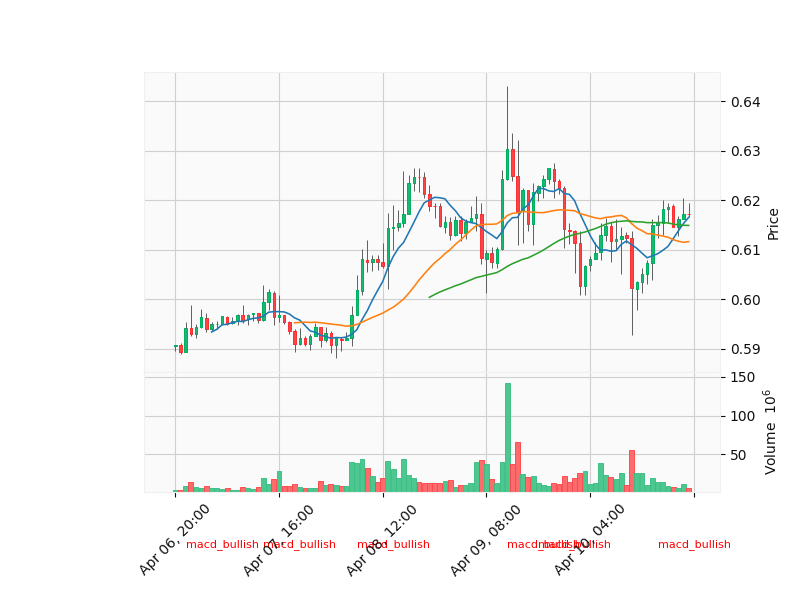 0.64
0.63
0.62
0.61
0.60
0.59
Price
150
100
50
Volume 10^6
Apr 06, 20:00
Apr 07, 16:00
Apr 08, 12:00
Apr 09, 08:00
Apr 10, 04:00
macd_bullish
macd_bullish
macd_bullish
macd_bullish
macd_bullish
macd_bullish